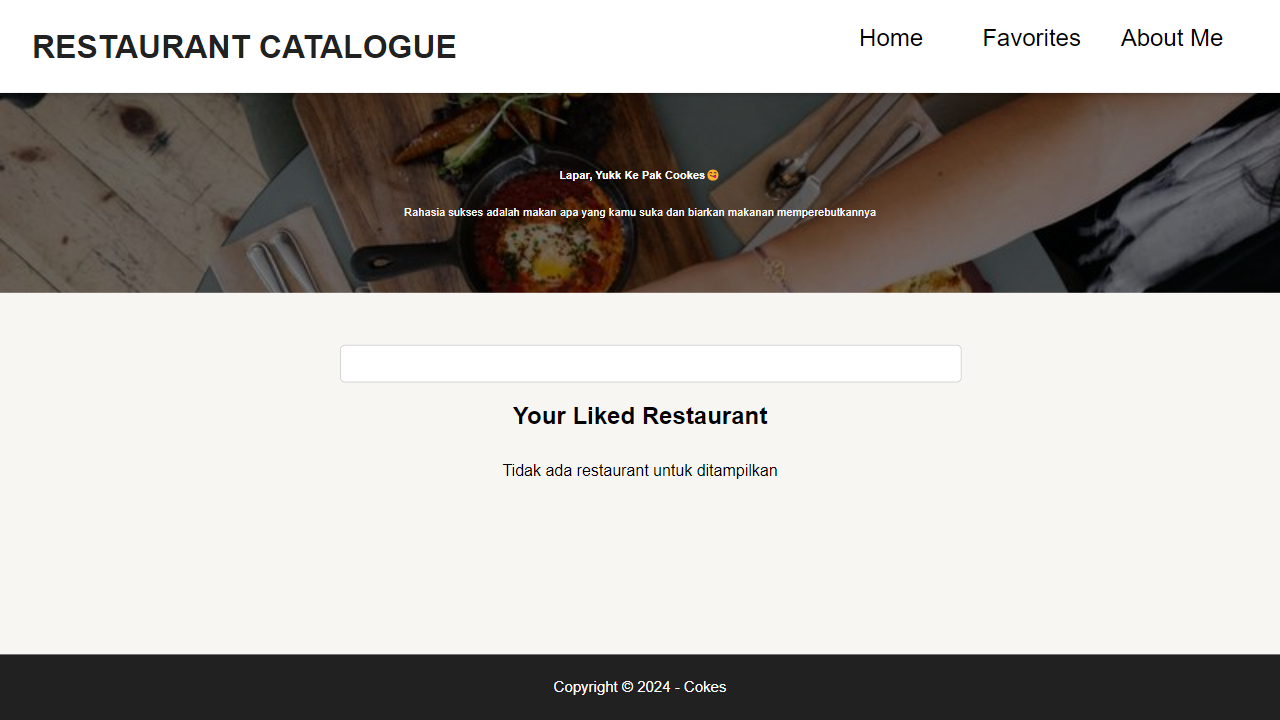 RESTAURANT CATALOGUE
Home Favorites About Me
Lapar, Yukk Ke Pak Cookes😋
Rahasia sukses adalah makan apa yang kamu suka dan biarkan makanan memperebutkannya
Your Liked Restaurant
Tidak ada restaurant untuk ditampilkan
Copyright © 2024 - Cokes